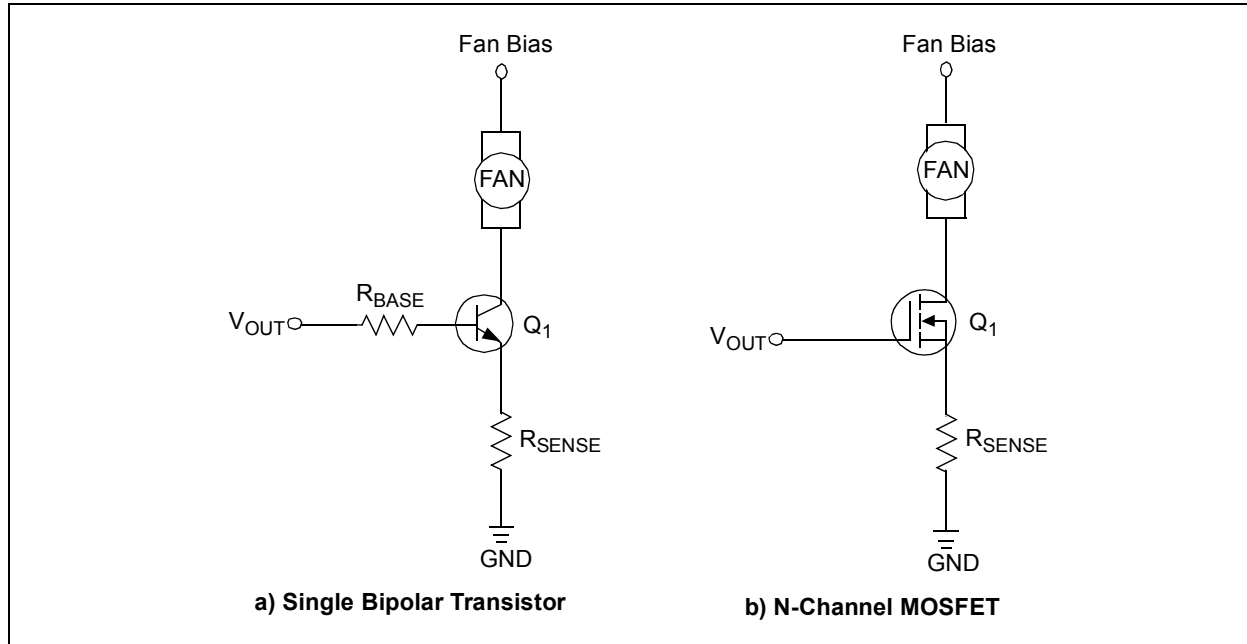 Fan Bias
FAN
R_BASE
V_OUT
Q_1
R_SENSE
GND
a) Single Bipolar Transistor
Fan Bias
FAN
V_OUT
Q_1
R_SENSE
GND
b) N-Channel MOSFET